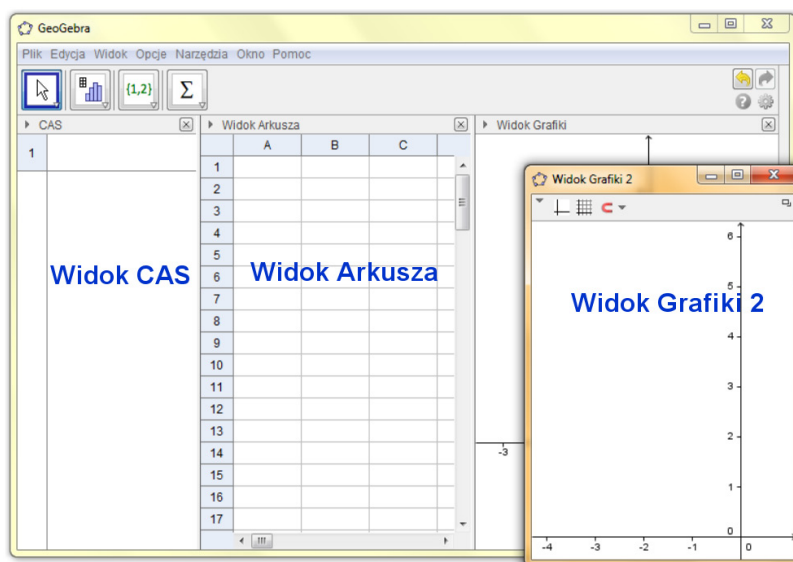 GeoGebra
Plik Edycja Widok Opcje Narzędzia Okno Pomoc
{1,2} Σ
CAS
Widok Arkusza
Widok Grafiki
1
A B C
1
2
3
4
5
6
7
8
9
10
11
12
13
14
15
16
17
Widok CAS
Widok Arkusza
-3
Widok Grafiki 2
6
5
Widok Grafiki 2
4
3
2
1
0
-4 -3 -2 -1 0